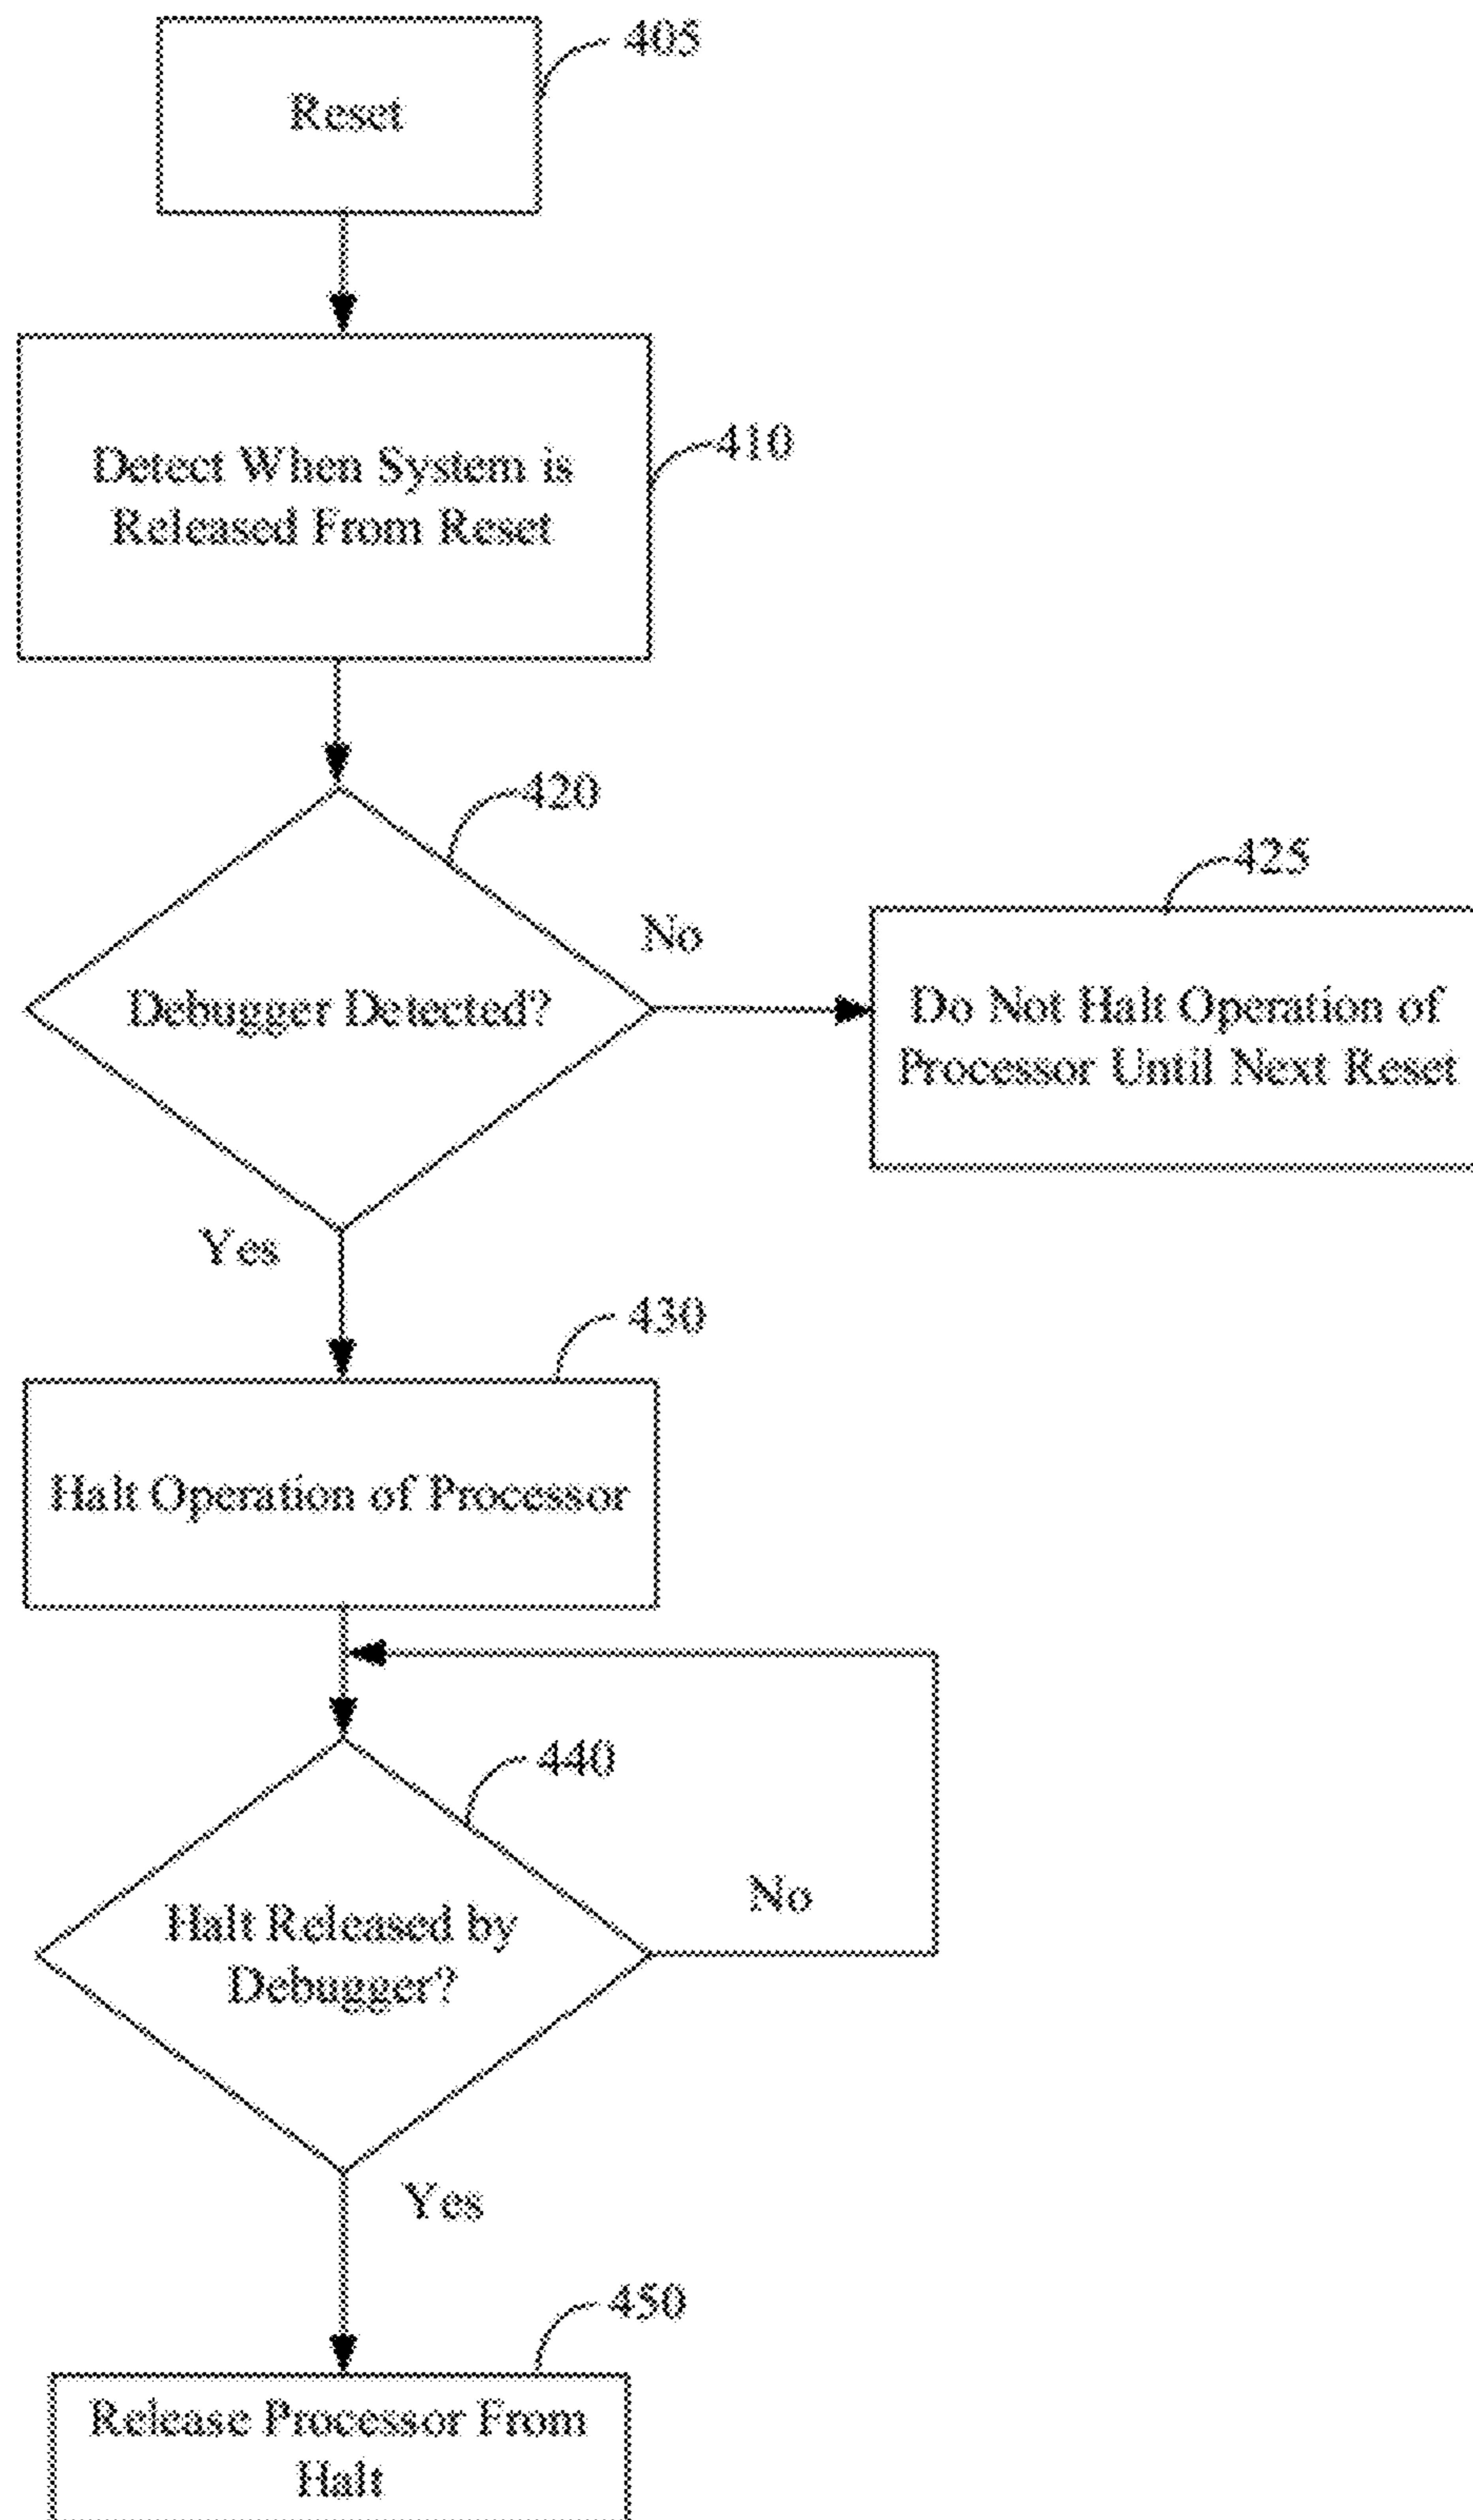 405
Reset
410
Detect When System is
Released From Reset
420
425
No
Debugger Detected?
Do Not Halt Operation of
Processor Until Next Reset
Yes
430
Halt Operation of Processor
440
No
Halt Released by
Debugger?
Yes
450
Release Processor From
Halt